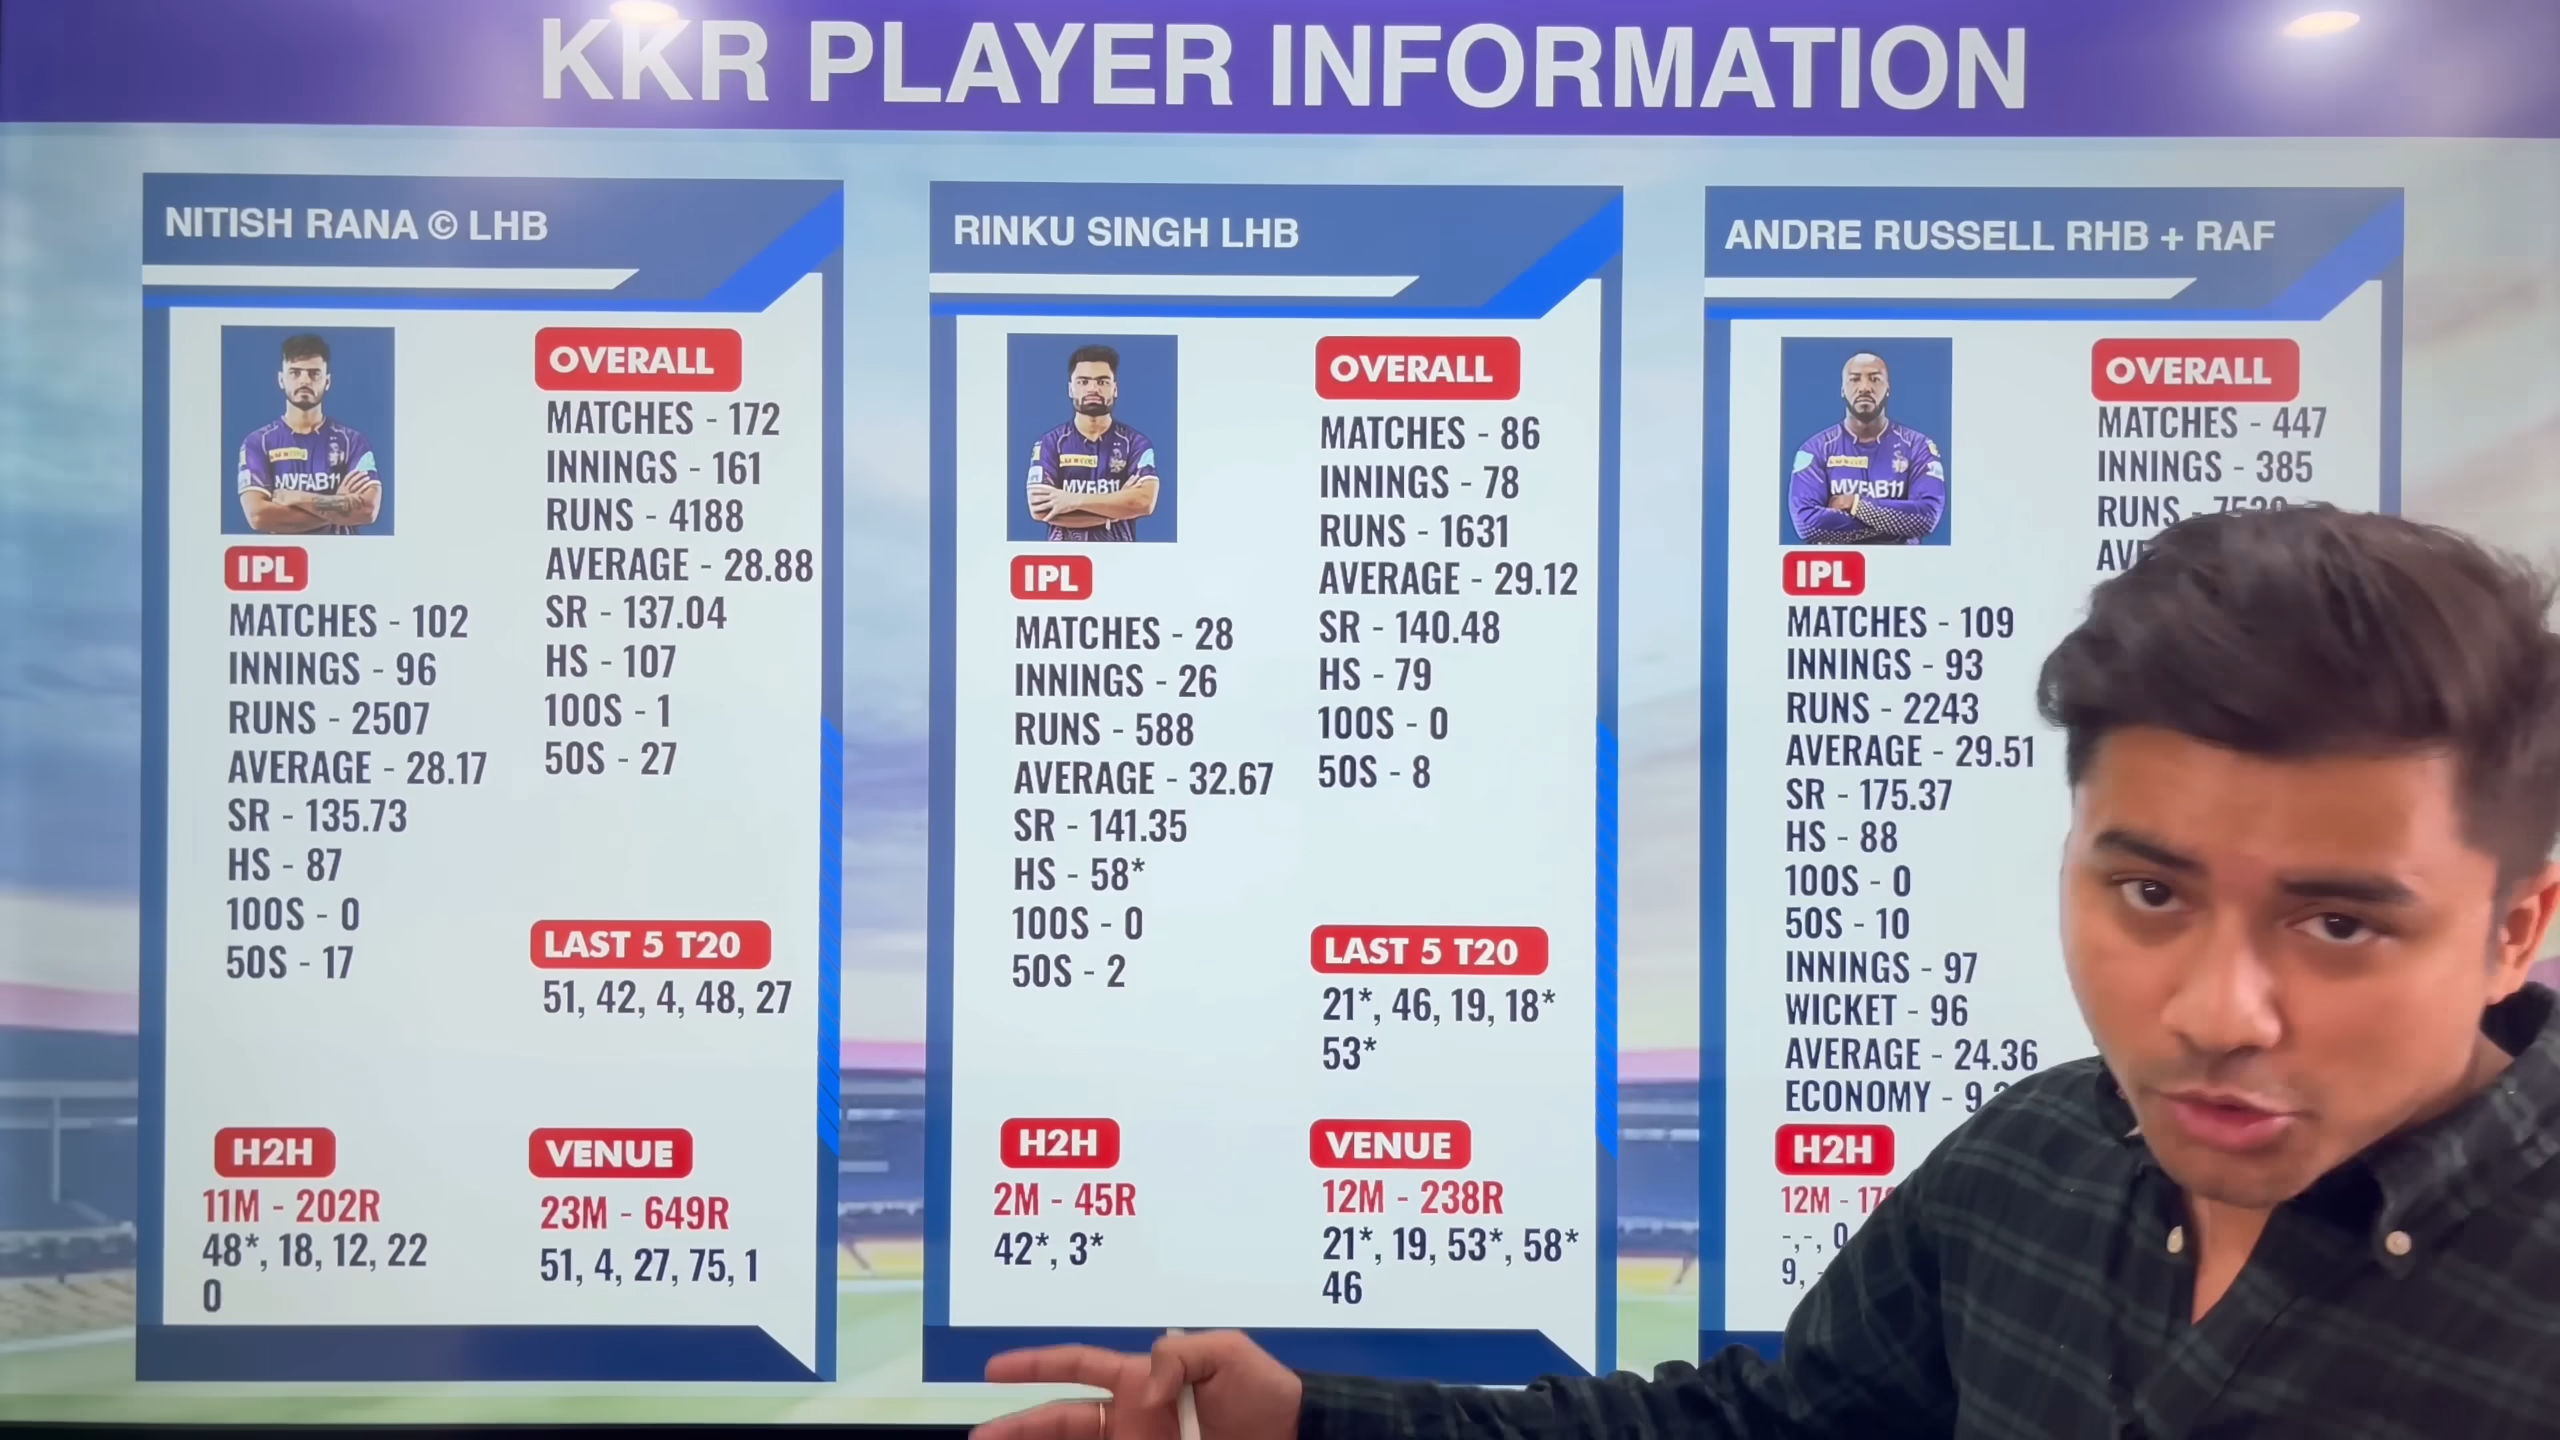 KKR PLAYER INFORMATION
NITISH RANA © LHB
OVERALL
MATCHES - 172
INNINGS - 161
RUNS - 4188
AVERAGE - 28.88
SR - 137.04
HS - 107
100S - 1
50S - 27
MYFAB11
IPL
MATCHES - 102
INNINGS - 96
RUNS - 2507
AVERAGE - 28.17
SR - 135.73
HS - 87
100S - 0
50S - 17
LAST 5 T20
51, 42, 4, 48, 27
H2H
11M - 202R
48*, 18, 12, 22
0
VENUE
23M - 649R
51, 4, 27, 75, 1
RINKU SINGH LHB
OVERALL
MATCHES - 86
INNINGS - 78
RUNS - 1631
AVERAGE - 29.12
SR - 140.48
HS - 79
100S - 0
50S - 8
IPL
MATCHES - 28
INNINGS - 26
RUNS - 588
AVERAGE - 32.67
SR - 141.35
HS - 58*
100S - 0
50S - 2
LAST 5 T20
21*, 46, 19, 18*
53*
H2H
2M - 45R
42*, 3*
VENUE
12M - 238R
21*, 19, 53*, 58*
46
ANDRE RUSSELL RHB + RAF
OVERALL
MATCHES - 447
INNINGS - 385
RUNS -
MYFAB11
IPL
MATCHES - 109
INNINGS - 93
RUNS - 2243
AVERAGE - 29.51
SR - 175.37
HS - 88
100S - 0
50S - 10
INNINGS - 97
WICKET - 96
AVERAGE - 24.36
ECONOMY - 9.
H2H
12M - 
-,-, 0
9,